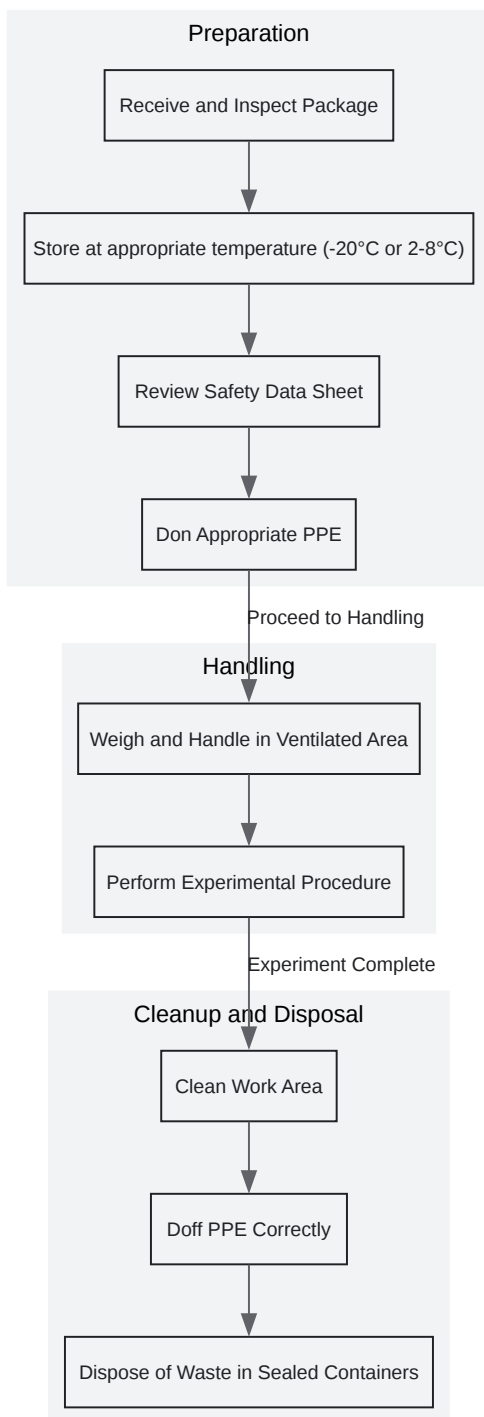 Preparation
Receive and Inspect Package
Store at appropriate temperature (-20°C or 2-8°C)
Review Safety Data Sheet
Don Appropriate PPE
Proceed to Handling
Handling
Weigh and Handle in Ventilated Area
Perform Experimental Procedure
Experiment Complete
Cleanup and Disposal
Clean Work Area
Doff PPE Correctly
Dispose of Waste in Sealed Containers